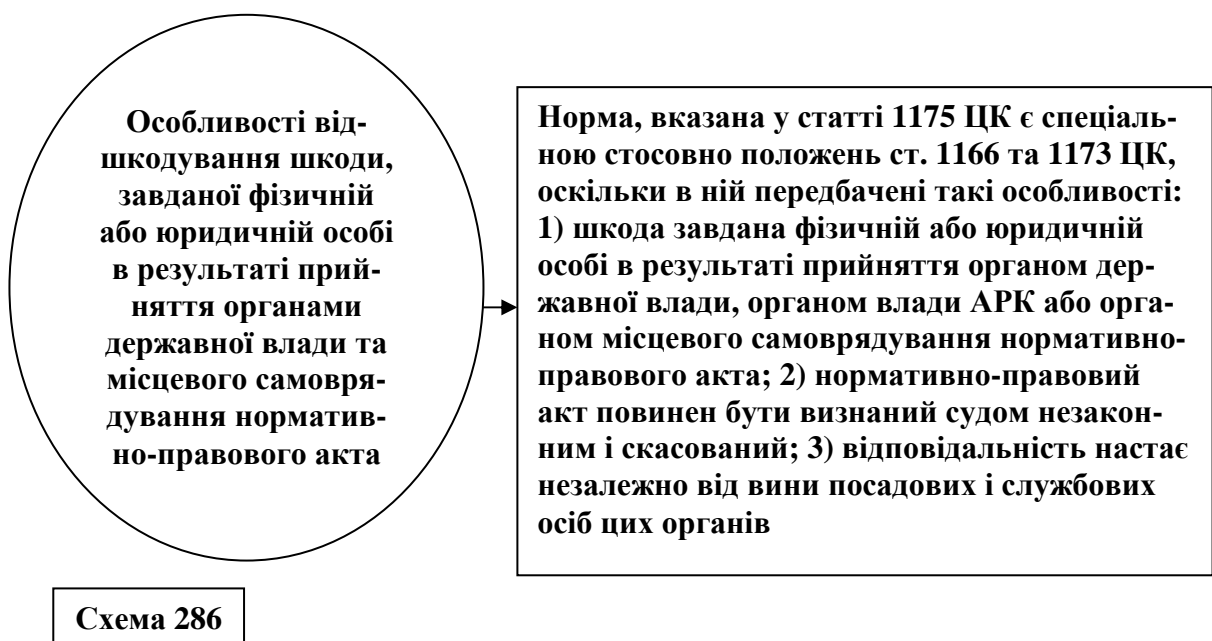 Особливості від-
шкодування шкоди,
завданої фізичній
або юридичній особі
в результаті прий-
няття органами
державної влади та
місцевого самовря-
дування норматив-
но-правового акта
Норма, вказана у статті 1175 ЦК є спеціаль-
ною стосовно положень ст. 1166 та 1173 ЦК,
оскільки в ній передбачені такі особливості:
1) шкода завдана фізичній або юридичній
особі в результаті прийняття органом дер-
жавної влади, органом влади АРК або орга-
ном місцевого самоврядування нормативно-
правового акта; 2) нормативно-правовий
акт повинен бути визнаний судом незакон-
ним і скасований; 3) відповідальність настає
незалежно від вини посадових і службових
осіб цих органів
Схема 286